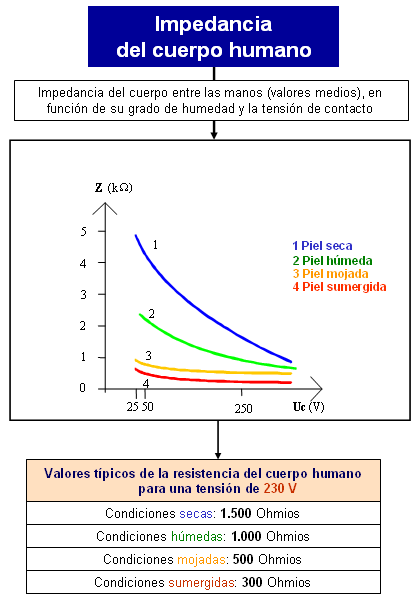 Impedancia
del cuerpo humano
Impedancia del cuerpo entre las manos (valores medios), en
función de su grado de humedad y la tensión de contacto
Z (kΩ)
5
4
3
2
1
0
1
2
3
4
1 Piel seca
2 Piel húmeda
3 Piel mojada
4 Piel sumergida
25 50 250 Uc (V)
Valores típicos de la resistencia del cuerpo humano
para una tensión de 230 V
Condiciones secas: 1.500 Ohmios
Condiciones húmedas: 1.000 Ohmios
Condiciones mojadas: 500 Ohmios
Condiciones sumergidas: 300 Ohmios